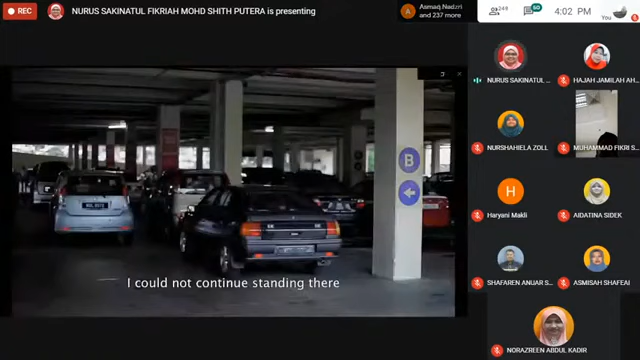 REC
NURUS SAKINATUL FIKRIAH MOHD SHITH PUTERA is presenting
A
Asmaq Nadzri
and 237 more
249
60
4:02 PM
You
NURUS SAKINATUL ...
HAJAH JAMILAH AH...
NURSHAHIELA ZOLL...
MUHAMMAD FIKRI S...
B
H
Haryani Makli
AIDATINA SIDEK
SHAFAREN ANUAR S...
ASMISAH SHAFEAI
I could not continue standing there
NORAZREEN ABDUL KADIR